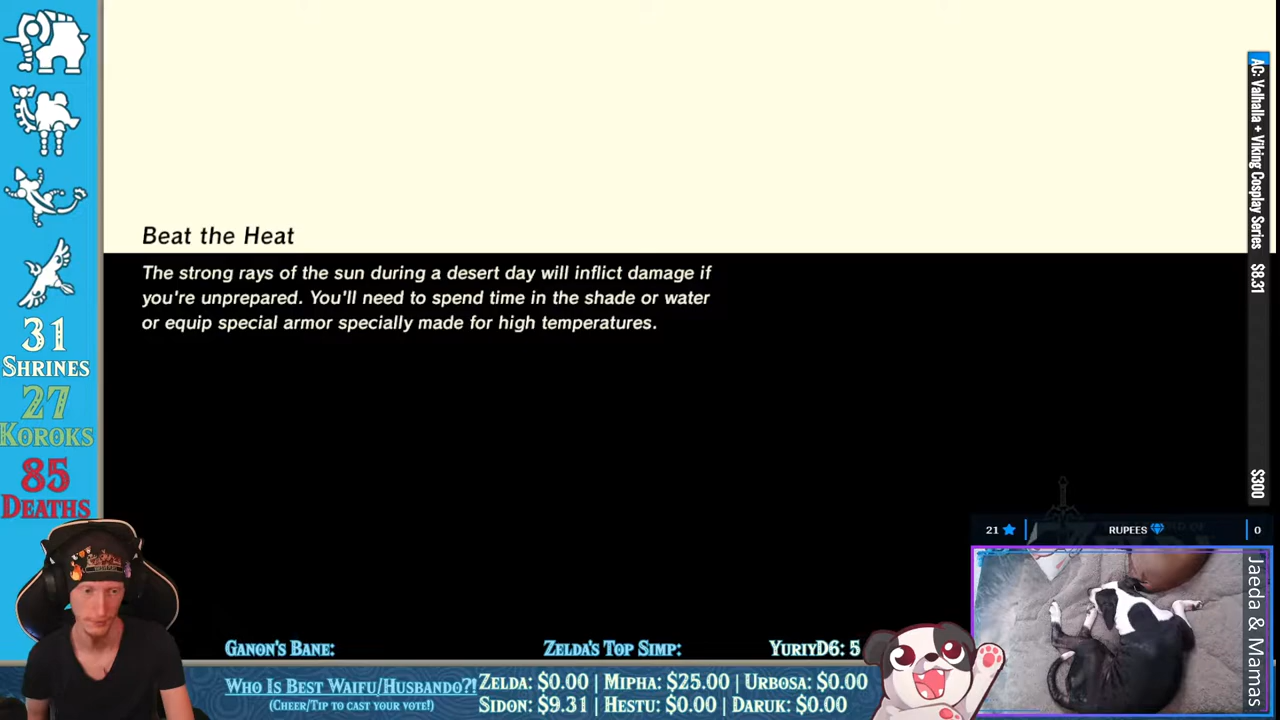 Beat the Heat
The strong rays of the sun during a desert day will inflict damage if
you're unprepared. You'll need to spend time in the shade or water
or equip special armor specially made for high temperatures.
31
SHRINES
27
KOROKS
85
DEATHS
AC: Valhalla + Viking Cosplay Series $8.31
$300
21 RUPEES 0
Jaeda & Mamas
GANON'S BANE: ZELDA'S TOP SIMP: YURIYD6: 5
WHO IS BEST WAIFU/HUSBANDO?!
(CHEER/TIP TO CAST YOUR VOTE!)
ZELDA: $0.00 | MIPHA: $25.00 | URBOSA: $0.00
SIDON: $9.31 | HESTU: $0.00 | DARUK: $0.00